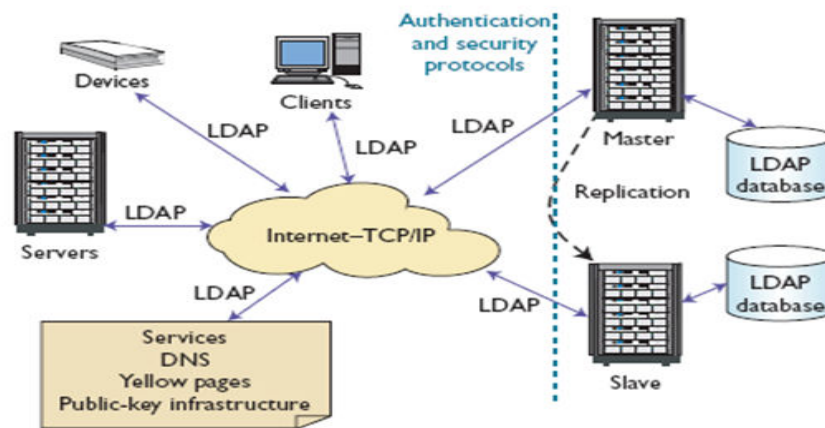 Authentication
and security
protocols
Devices
Clients
LDAP
LDAP
LDAP
Master
LDAP
database
Replication
LDAP
Servers
Internet–TCP/IP
LDAP
LDAP
LDAP
database
Slave
Services
DNS
Yellow pages
Public-key infrastructure